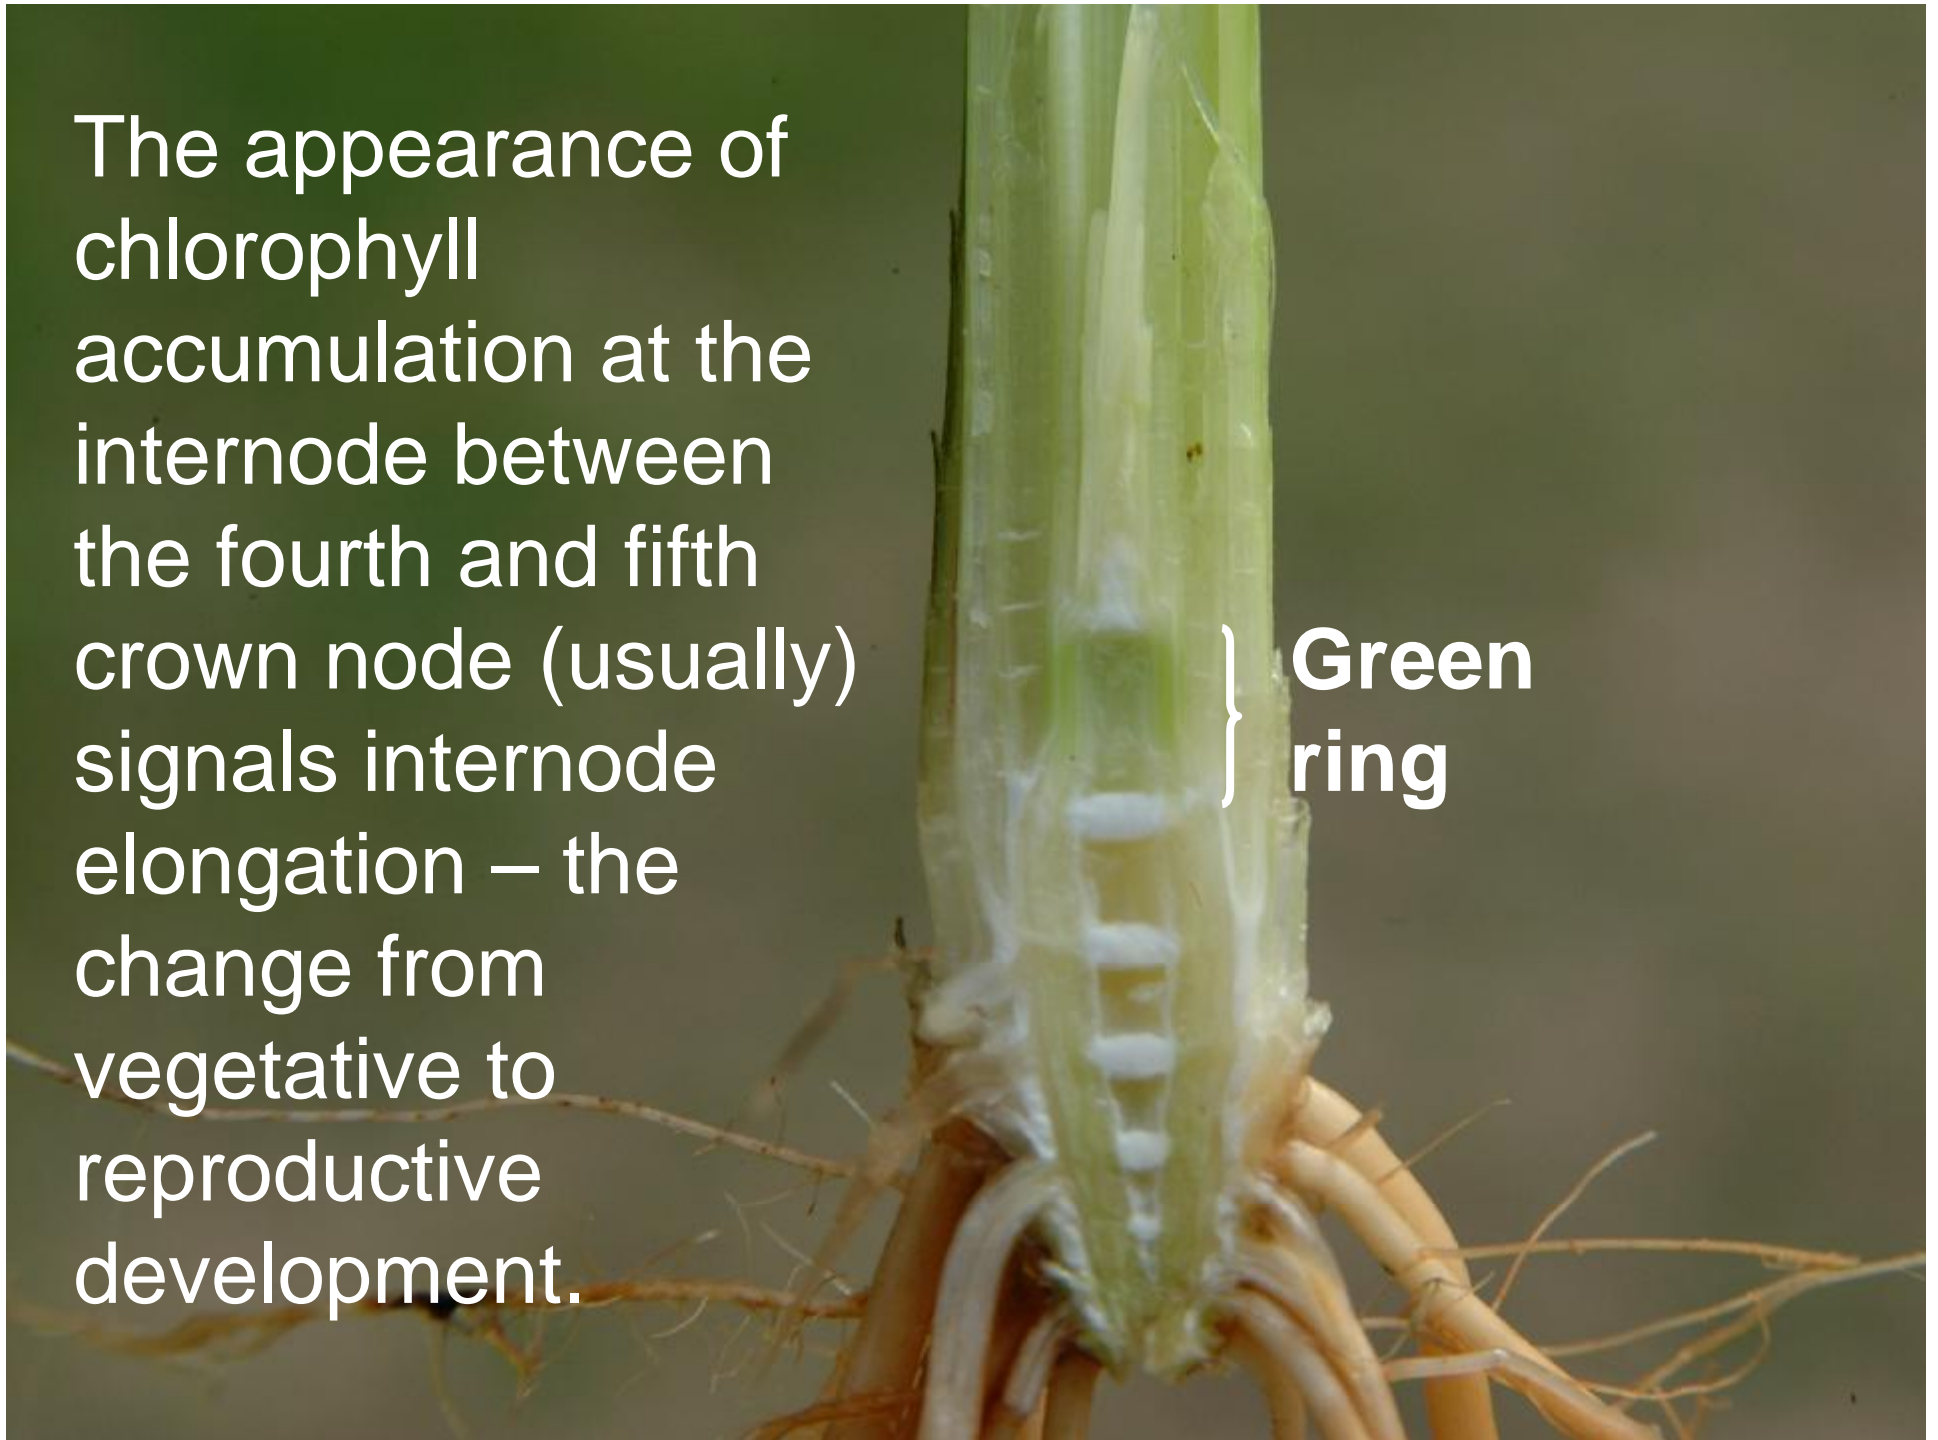 The appearance of
chlorophyll
accumulation at the
internode between
the fourth and fifth
crown node (usually)
signals internode
elongation – the
change from
vegetative to
reproductive
development.
Green
ring